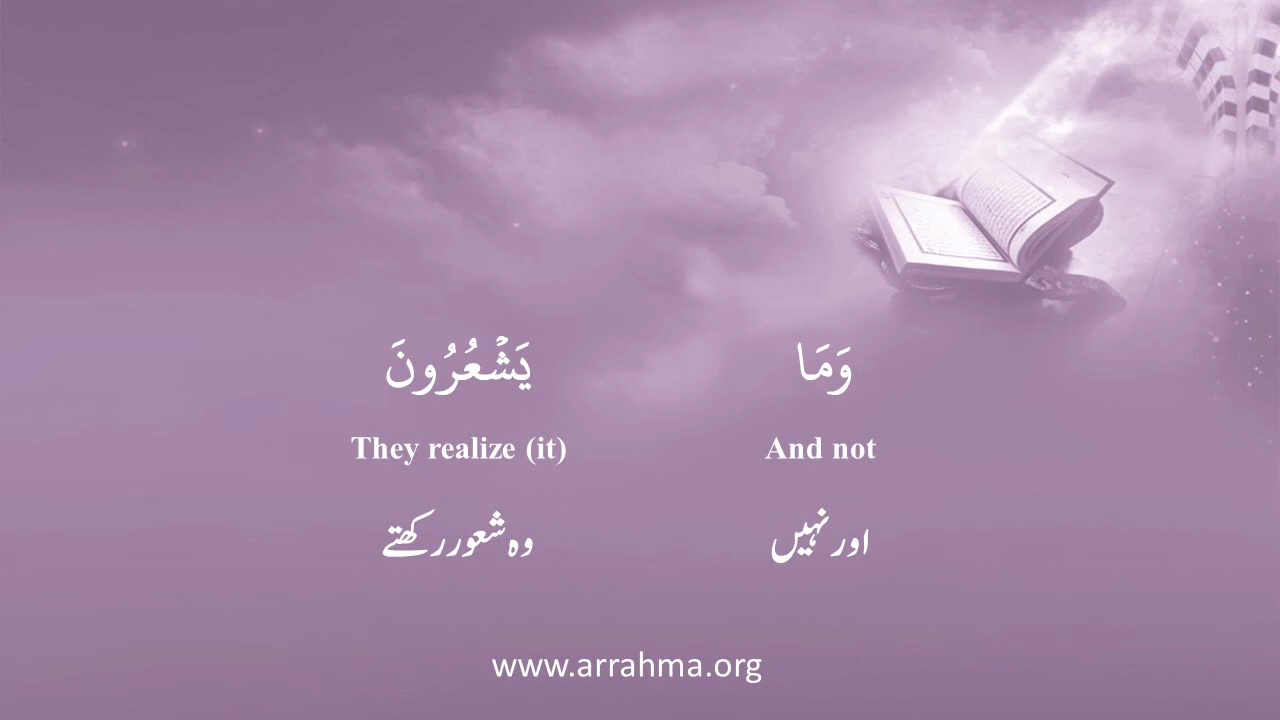 وَمَا يَشْعُرُونَ
And not They realize (it)
اور نہیں وہ شعور رکھتے
www.arrahma.org